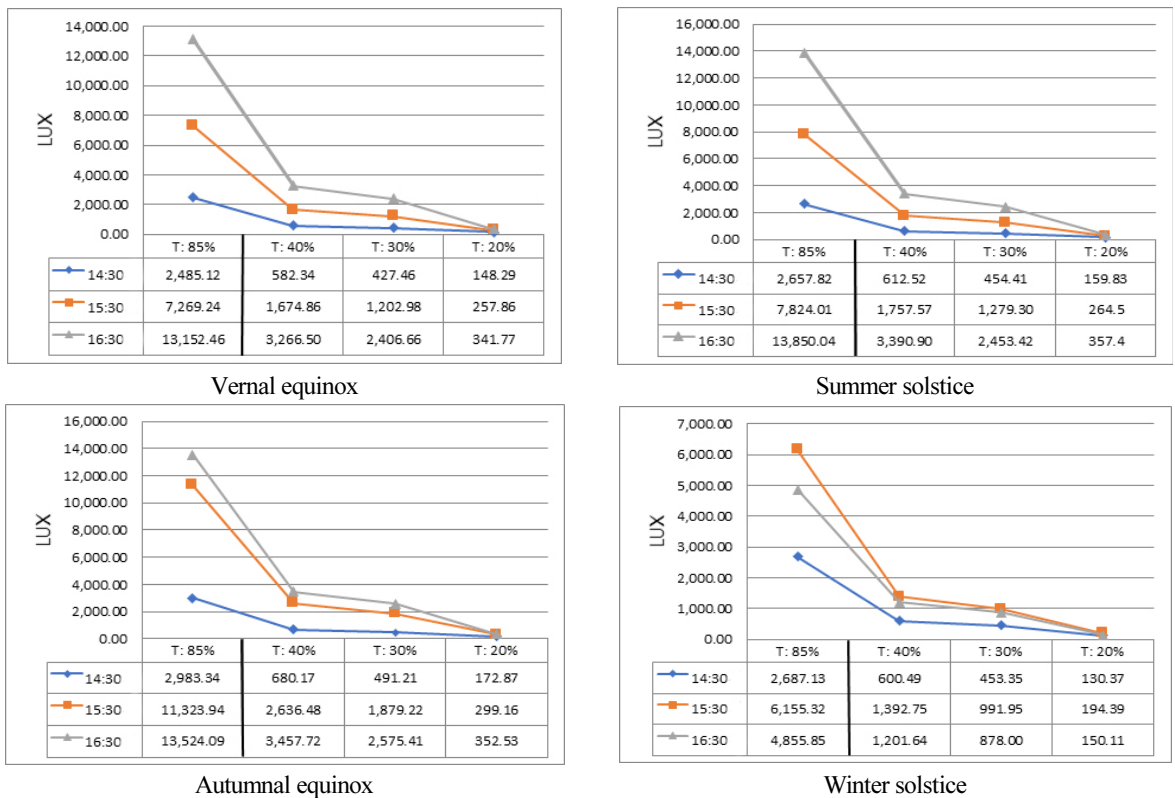 14,000.00
12,000.00
10,000.00
8,000.00
6,000.00
4,000.00
2,000.00
0.00
LUX
T: 85% T: 40% T: 30% T: 20%
14:30 2,485.12 582.34 427.46 148.29
15:30 7,269.24 1,674.86 1,202.98 257.86
16:30 13,152.46 3,266.50 2,406.66 341.77
Vernal equinox
16,000.00
14,000.00
12,000.00
10,000.00
8,000.00
6,000.00
4,000.00
2,000.00
0.00
LUX
T: 85% T: 40% T: 30% T: 20%
14:30 2,657.82 612.52 454.41 159.83
15:30 7,824.01 1,757.57 1,279.30 264.5
16:30 13,850.04 3,390.90 2,453.42 357.4
Summer solstice
16,000.00
14,000.00
12,000.00
10,000.00
8,000.00
6,000.00
4,000.00
2,000.00
0.00
LUX
T: 85% T: 40% T: 30% T: 20%
14:30 2,983.34 680.17 491.21 172.87
15:30 11,323.94 2,636.48 1,879.22 299.16
16:30 13,524.09 3,457.72 2,575.41 352.53
Autumnal equinox
7,000.00
6,000.00
5,000.00
4,000.00
3,000.00
2,000.00
1,000.00
0.00
LUX
T: 85% T: 40% T: 30% T: 20%
14:30 2,687.13 600.49 453.35 130.37
15:30 6,155.32 1,392.75 991.95 194.39
16:30 4,855.85 1,201.64 878.00 150.11
Winter solstice